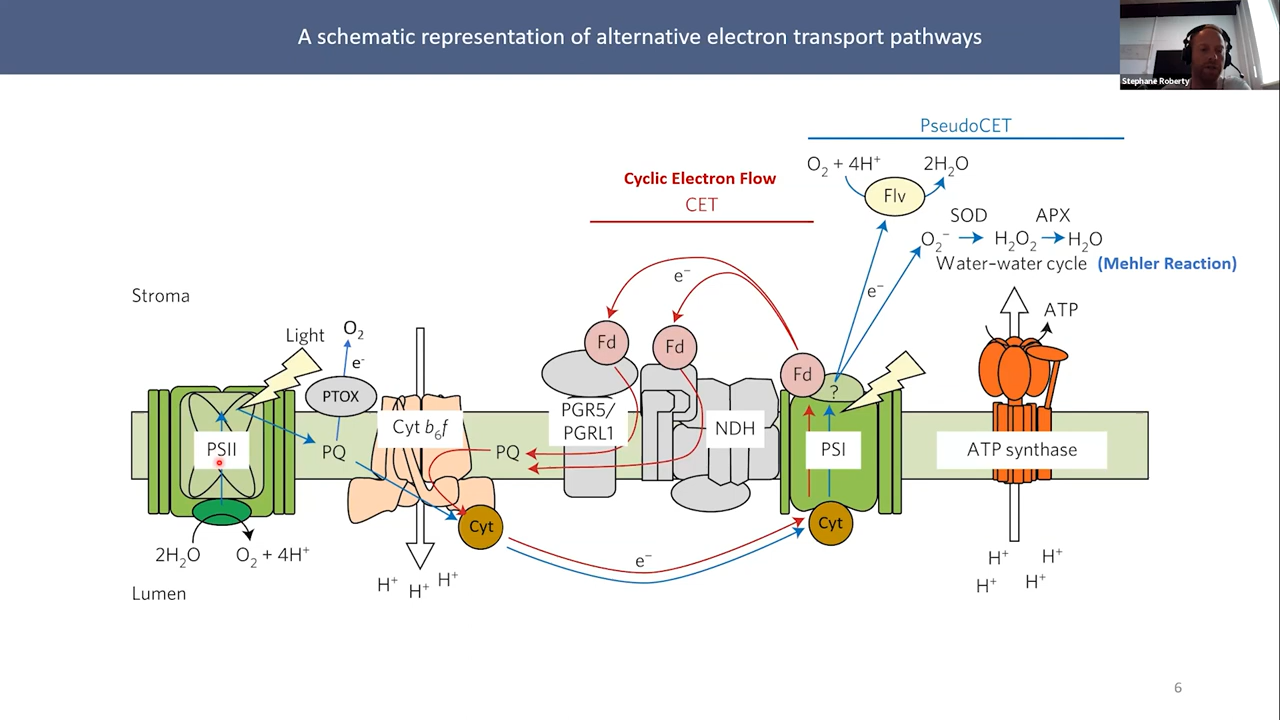 A schematic representation of alternative electron transport pathways
Stephane Roberty
PseudoCET
O₂ + 4H⁺ 2H₂O
Flv
Cyclic Electron Flow
CET
SOD APX
O₂⁻ H₂O₂ H₂O
Water–water cycle (Mehler Reaction)
e⁻
e⁻
Stroma
ATP
Light O₂
e⁻
Fd Fd Fd
PTOX
?
PGR5/
PGRL1
Cyt b₆f
NDH
PSII PQ PQ PSI ATP synthase
Cyt Cyt
2H₂O O₂ + 4H⁺
e⁻
H⁺ H⁺ H⁺
H⁺ H⁺
H⁺ H⁺
Lumen
6